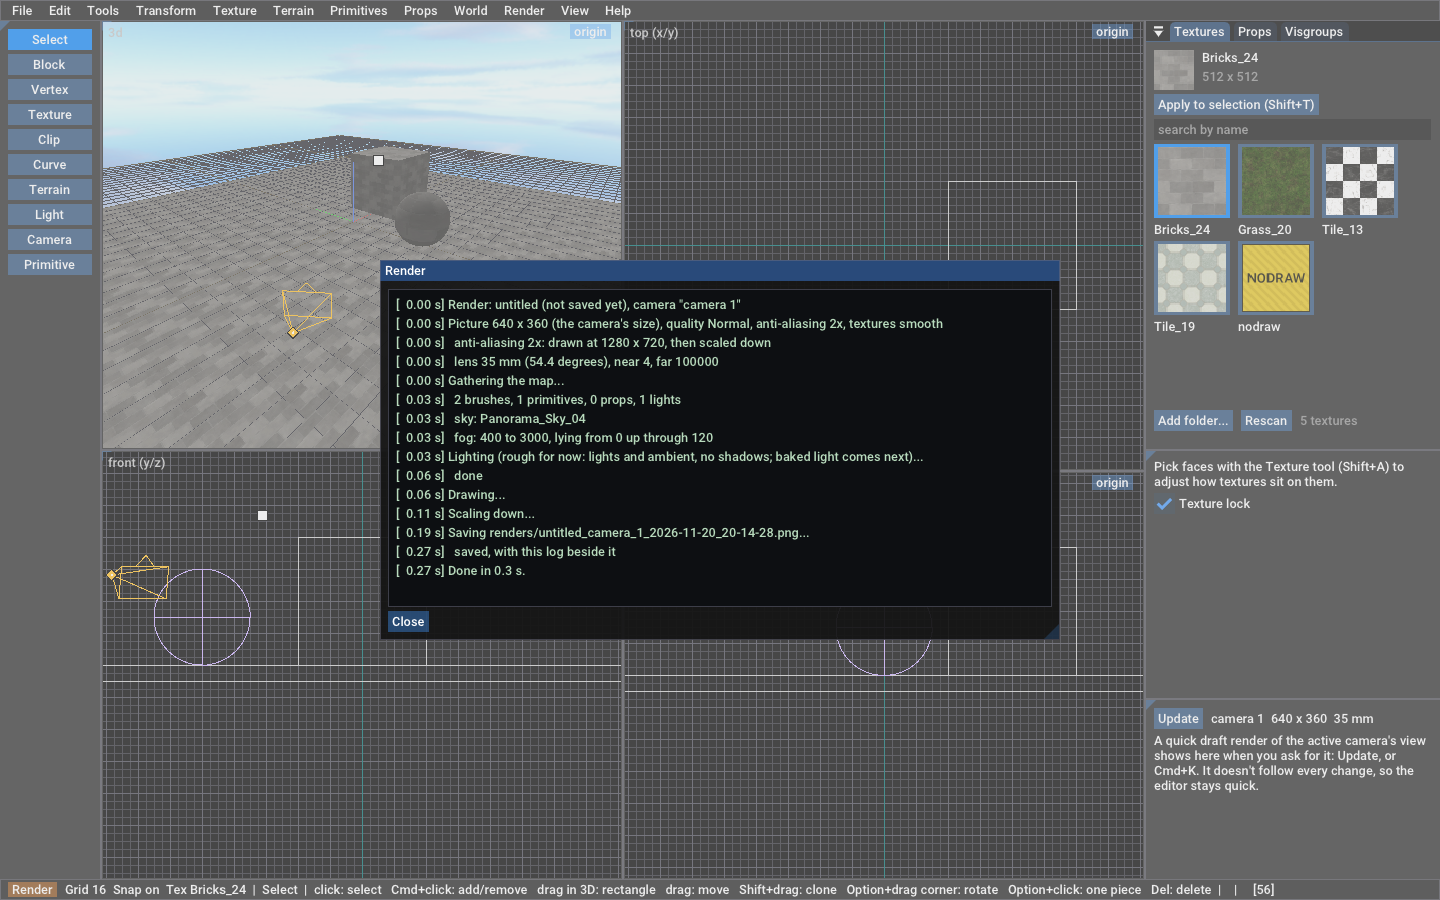 File Edit Tools Transform Texture Terrain Primitives Props World Render View Help
Select
Block
Vertex
Texture
Clip
Curve
Terrain
Light
Camera
Primitive
3d
origin
top (x/y)
origin
front (y/z)
origin
Render
[ 0.00 s] Render: untitled (not saved yet), camera "camera 1"
[ 0.00 s] Picture 640 x 360 (the camera's size), quality Normal, anti-aliasing 2x, textures smooth
[ 0.00 s] anti-aliasing 2x: drawn at 1280 x 720, then scaled down
[ 0.00 s] lens 35 mm (54.4 degrees), near 4, far 100000
[ 0.00 s] Gathering the map...
[ 0.03 s] 2 brushes, 1 primitives, 0 props, 1 lights
[ 0.03 s] sky: Panorama_Sky_04
[ 0.03 s] fog: 400 to 3000, lying from 0 up through 120
[ 0.03 s] Lighting (rough for now: lights and ambient, no shadows; baked light comes next)...
[ 0.06 s] done
[ 0.06 s] Drawing...
[ 0.11 s] Scaling down...
[ 0.19 s] Saving renders/untitled_camera_1_2026-11-20_20-14-28.png...
[ 0.27 s] saved, with this log beside it
[ 0.27 s] Done in 0.3 s.
Close
Textures Props Visgroups
Bricks_24
512 x 512
Apply to selection (Shift+T)
search by name
Bricks_24 Grass_20 Tile_13
NODRAW
Tile_19 nodraw
Add folder... Rescan 5 textures
Pick faces with the Texture tool (Shift+A) to
adjust how textures sit on them.
Texture lock
Update camera 1 640 x 360 35 mm
A quick draft render of the active camera's view
shows here when you ask for it: Update, or
Cmd+K. It doesn't follow every change, so the
editor stays quick.
Render Grid 16 Snap on Tex Bricks_24 | Select | click: select Cmd+click: add/remove drag in 3D: rectangle drag: move Shift+drag: clone Option+drag corner: rotate Option+click: one piece Del: delete | | [56]